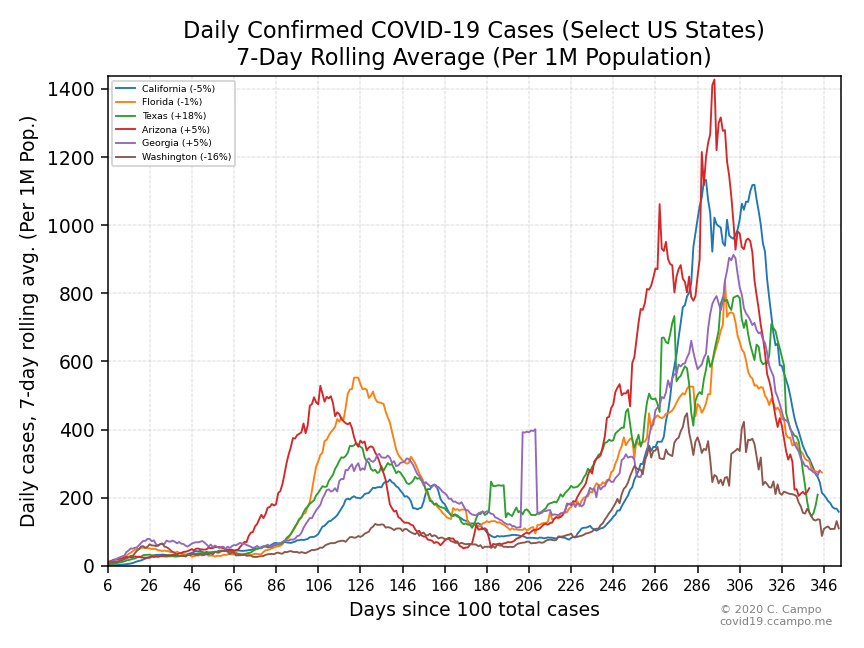 Daily Confirmed COVID-19 Cases (Select US States)
7-Day Rolling Average (Per 1M Population)
Daily cases, 7-day rolling avg. (Per 1M Pop.)
1400
1200
1000
800
600
400
200
0
California (-5%)
Florida (-1%)
Texas (+18%)
Arizona (+5%)
Georgia (+5%)
Washington (-16%)
6 26 46 66 86 106 126 146 166 186 206 226 246 266 286 306 326 346
Days since 100 total cases
© 2020 C. Campo
covid19.ccampo.me